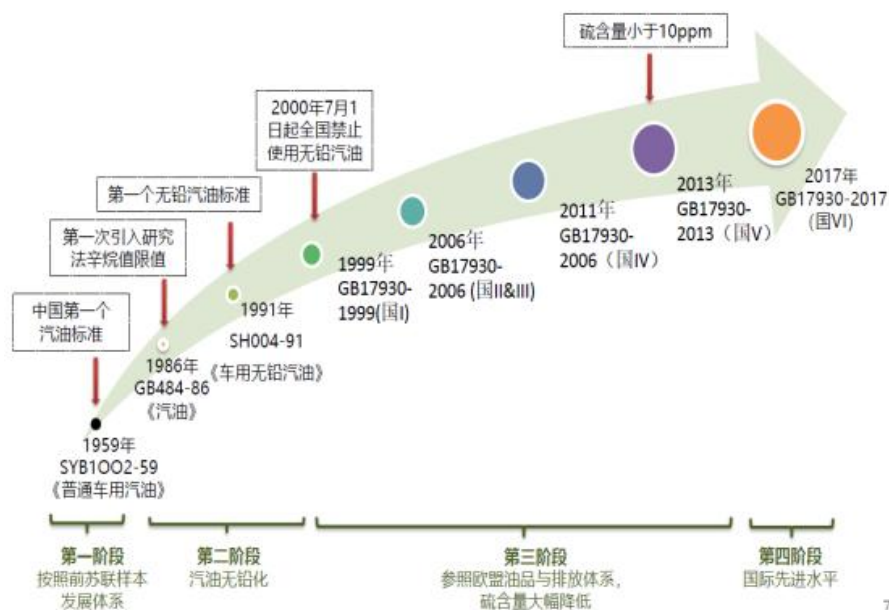 硫含量小于10ppm
2000年7月1
日起全国禁止
使用无铅汽油
第一个无铅汽油标准
第一次引入研究
法辛烷值限值
中国第一个
汽油标准
1959年
SYB1OO2-59
《普通车用汽油》
1986年
GB484-86
《汽油》
1991年
SH004-91
《车用无铅汽油》
1999年
GB17930-
1999(国I)
2006年
GB17930-
2006 (国II&III)
2011年
GB17930-
2006（国IV）
2013年
GB17930-
2013（国V）
2017年
GB17930-2017
(国VI)
第一阶段
按照前苏联样本
发展体系
第二阶段
汽油无铅化
第三阶段
参照欧盟油品与排放体系，
硫含量大幅降低
第四阶段
国际先进水平
7